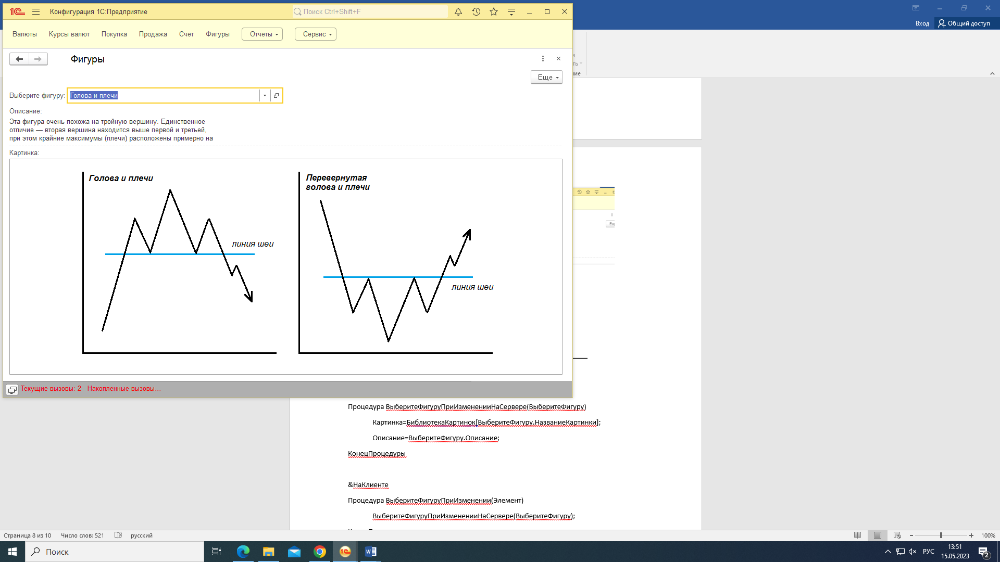 Конфигурация 1С:Предприятие
Поиск Ctrl+Shift+F
Вход
Общий доступ
Валюты Курсы валют Покупка Продажа Счет Фигуры Отчеты Сервис
Фигуры
Еще
Выберите фигуру: Голова и плечи
Описание:
Эта фигура очень похожа на тройную вершину. Единственное
отличие — вторая вершина находится выше первой и третьей,
при этом крайние максимумы (плечи) расположены примерно на
Картинка:
Голова и плечи
линия шеи
Перевернутая
голова и плечи
линия шеи
Текущие вызовы: 2 Накопленные вызовы...
Процедура ВыберитеФигуруПриИзмененииНаСервере(ВыберитеФигуру)
Картинка=БиблиотекаКартинок[ВыберитеФигуру.НазваниеКартинки];
Описание=ВыберитеФигуру.Описание;
КонецПроцедуры
&НаКлиенте
Процедура ВыберитеФигуруПриИзменении(Элемент)
ВыберитеФигуруПриИзмененииНаСервере(ВыберитеФигуру);
Страница 8 из 10 Число слов: 521 русский
100%
Поиск
РУС
13:51
15.05.2023
2